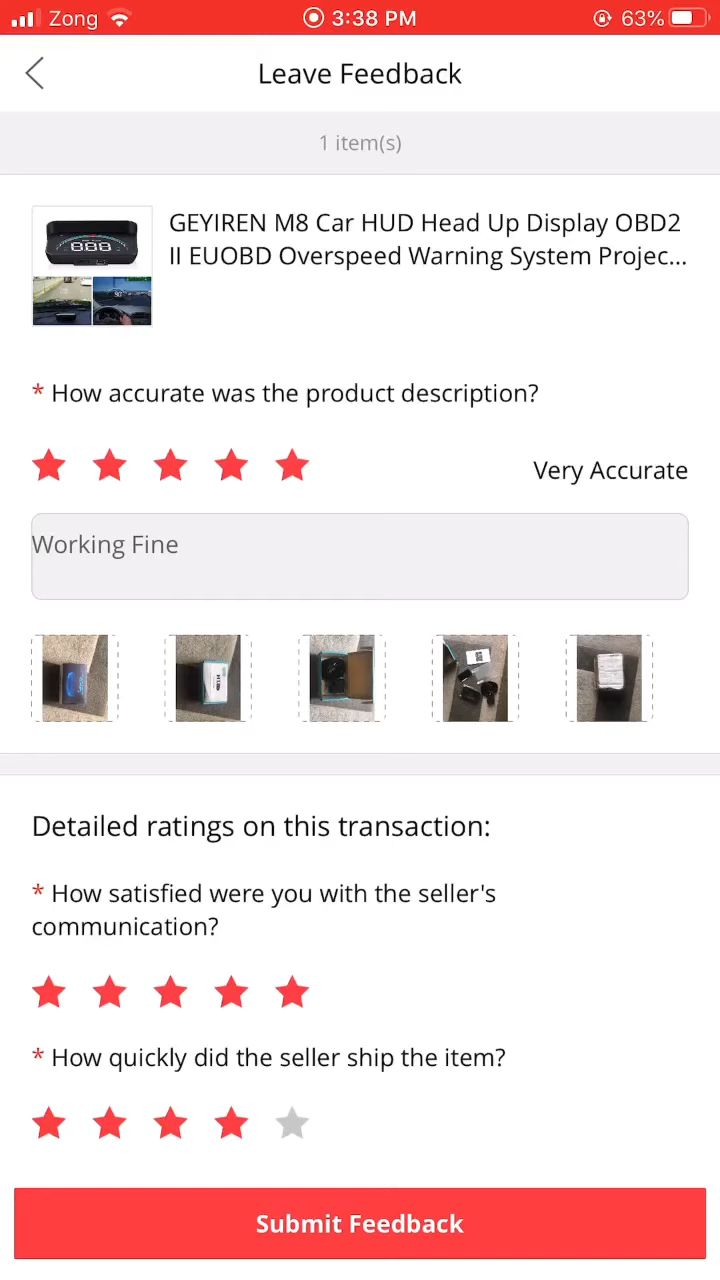 Zong
3:38 PM
63%
Leave Feedback
1 item(s)
888
GEYIREN M8 Car HUD Head Up Display OBD2
II EUOBD Overspeed Warning System Projec...
* How accurate was the product description?
Very Accurate
Working Fine
Detailed ratings on this transaction:
* How satisfied were you with the seller's
communication?
* How quickly did the seller ship the item?
Submit Feedback